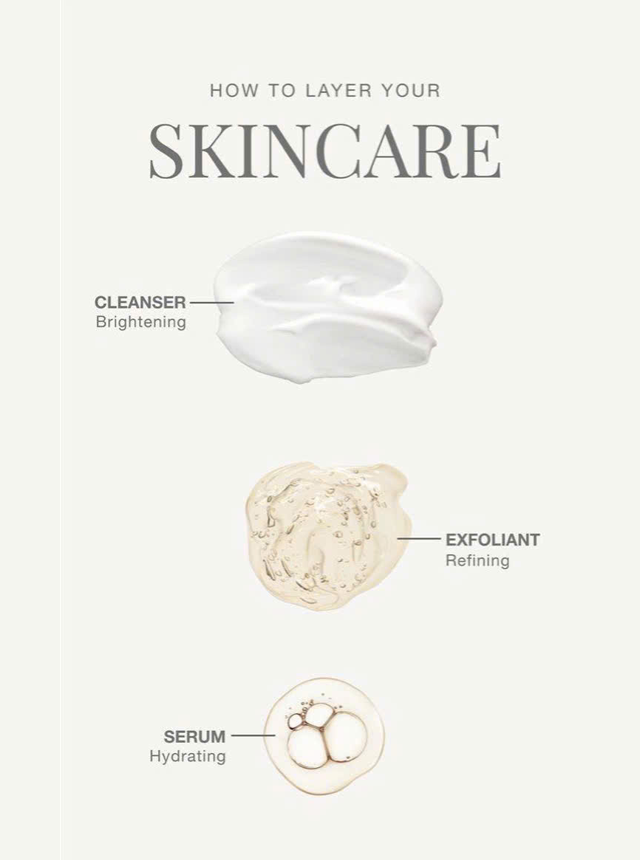 HOW TO LAYER YOUR
SKINCARE
CLEANSER
Brightening
EXFOLIANT
Refining
SERUM
Hydrating